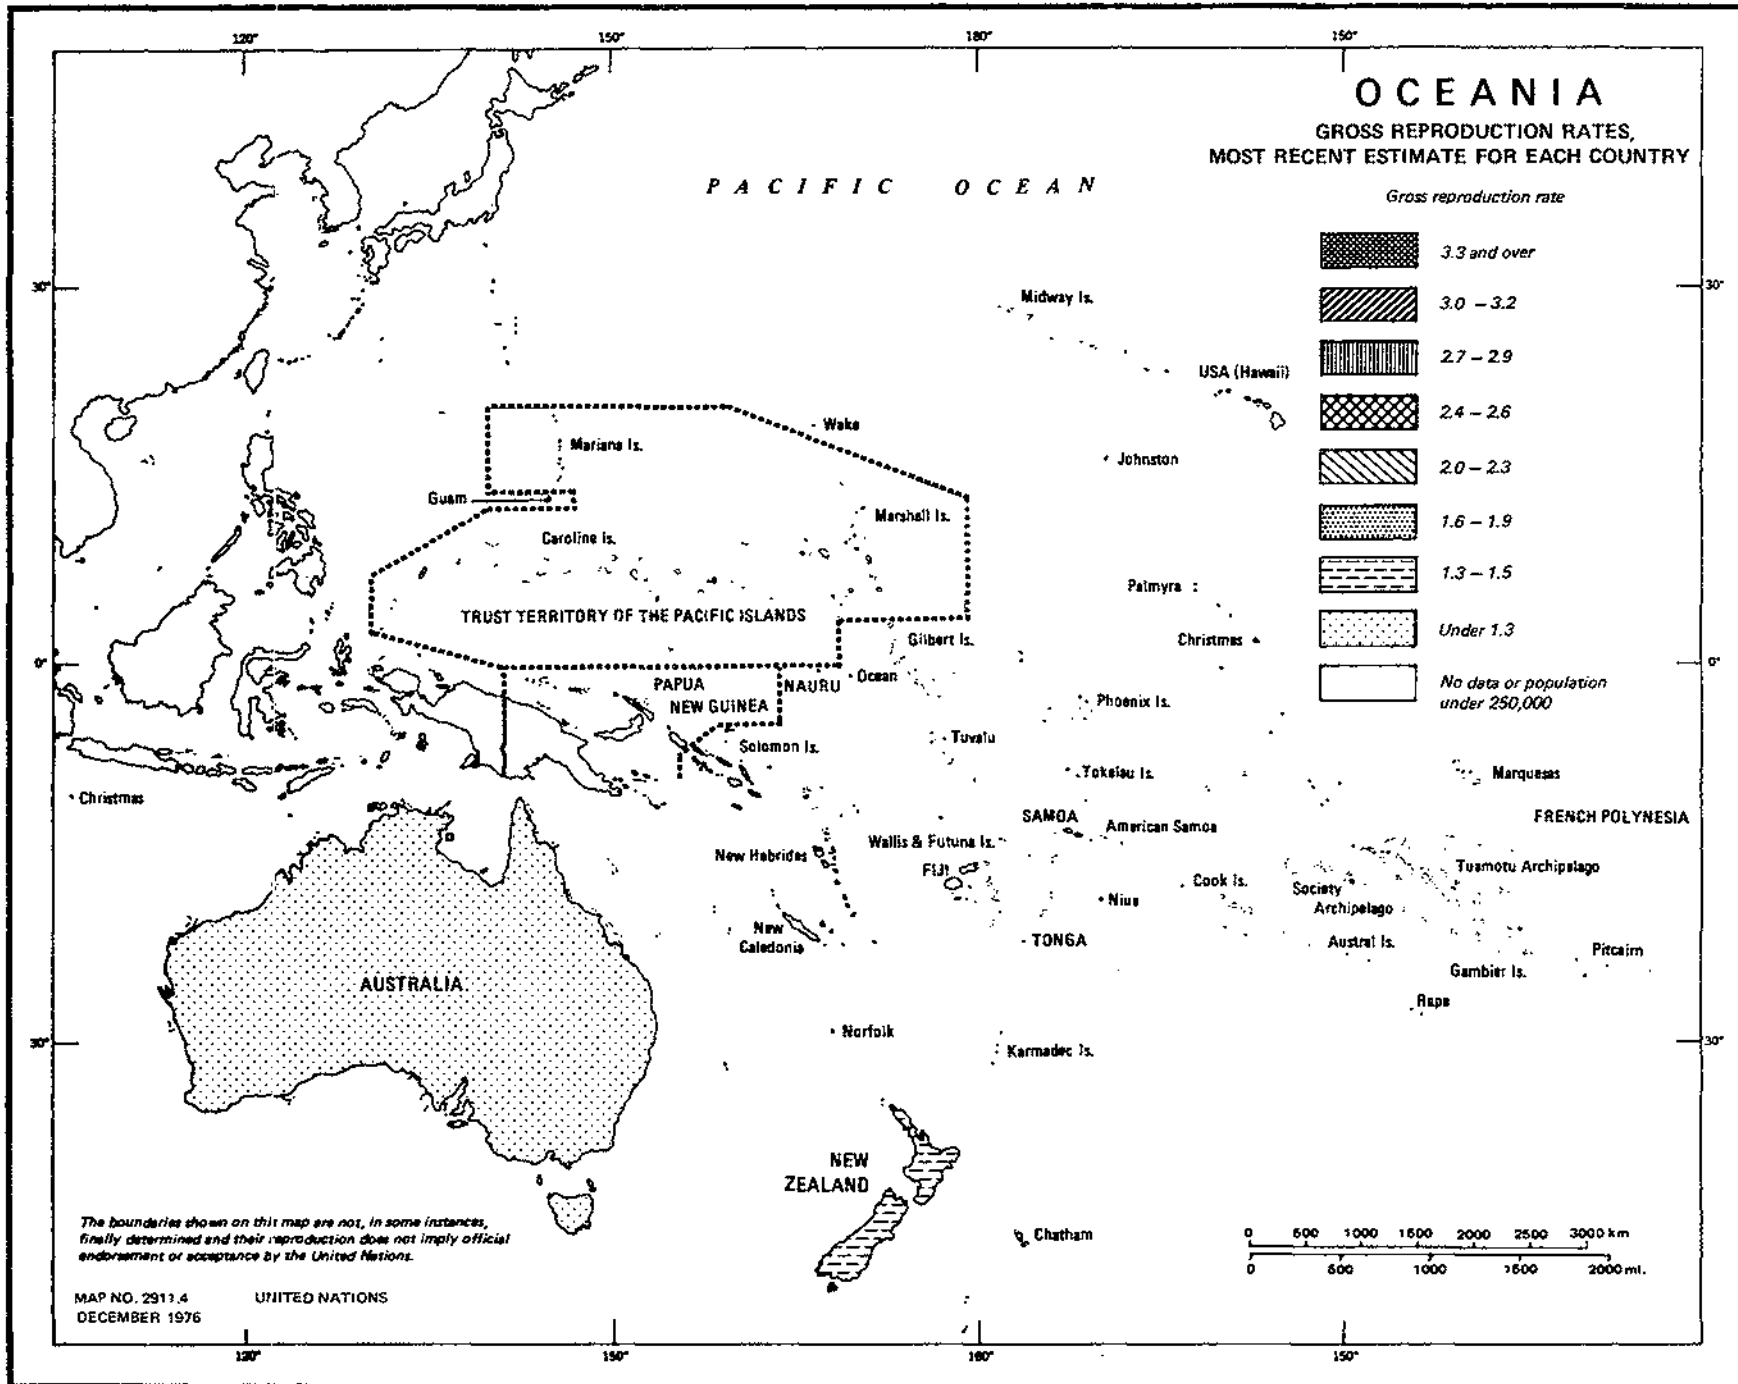 120° 150° 180° 150°
OCEANIA
GROSS REPRODUCTION RATES,
MOST RECENT ESTIMATE FOR EACH COUNTRY
PACIFIC OCEAN
Gross reproduction rate
3.3 and over
3.0 – 3.2
2.7 – 2.9
2.4 – 2.6
2.0 – 2.3
1.6 – 1.9
1.3 – 1.5
Under 1.3
No data or population
under 250,000
30° 30°
Midway Is.
USA (Hawaii)
Wake
Mariana Is.
Johnston
Guam
Marshall Is.
Caroline Is.
Palmyra
TRUST TERRITORY OF THE PACIFIC ISLANDS
Gilbert Is.
Christmas
0° 0°
Ocean
PAPUA
NEW GUINEA
NAURU
Phoenix Is.
Solomon Is.
Tuvalu
Tokelau Is.
Marquesas
Christmas
SAMOA
American Samoa
FRENCH POLYNESIA
Wallis & Futuna Is.
New Hebrides
FIJI
Tuamotu Archipelago
Cook Is.
Society
Archipelago
Niue
New
Caledonia
TONGA
Austral Is.
Pitcairn
Gambier Is.
AUSTRALIA
Rapa
Norfolk
30° 30°
Karmadec Is.
NEW
ZEALAND
Chatham
The boundaries shown on this map are not, in some instances,
finally determined and their reproduction does not imply official
endorsement or acceptance by the United Nations.
0 500 1000 1500 2000 2500 3000 km
0 500 1000 1500 2000 mi.
MAP NO. 2911.4 UNITED NATIONS
DECEMBER 1976
120° 150° 180° 150°